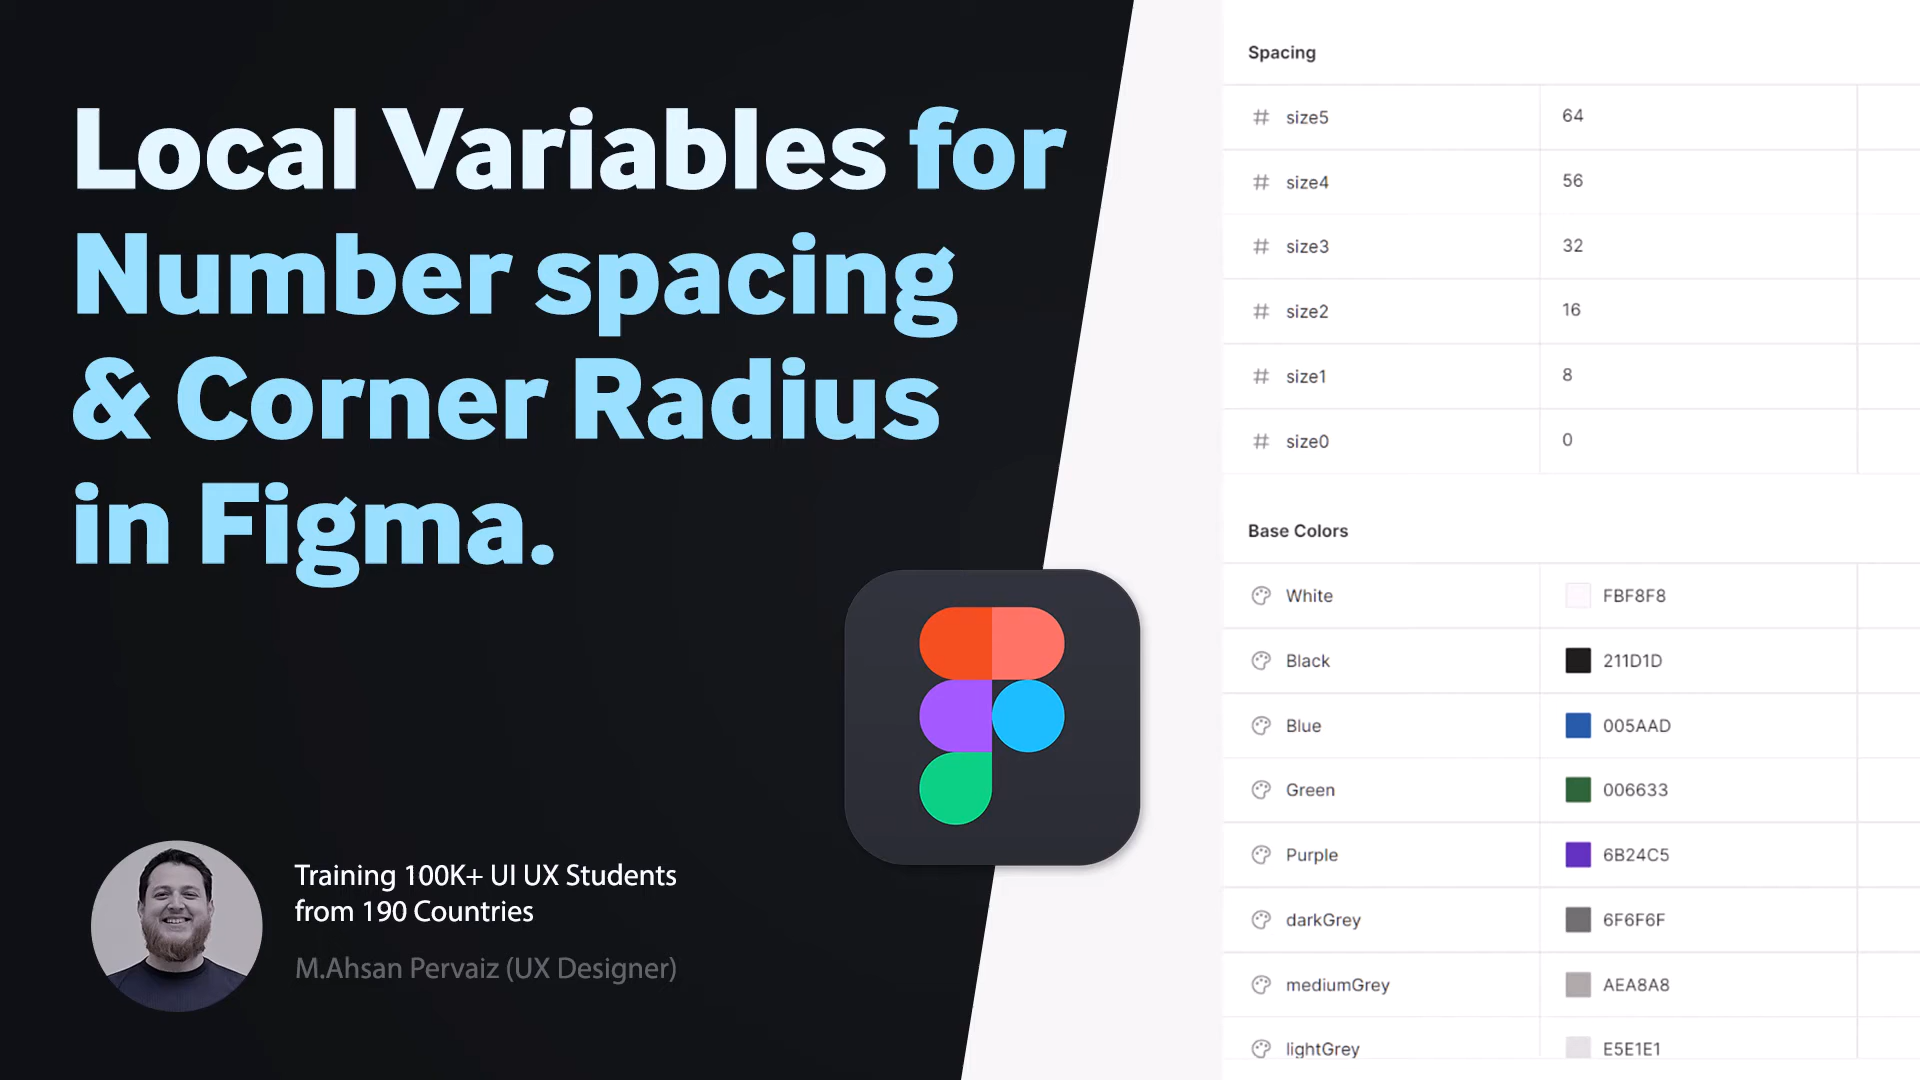 Local Variables for
Number spacing
& Corner Radius
in Figma.
Training 100K+ UI UX Students
from 190 Countries
M.Ahsan Pervaiz (UX Designer)
Spacing
size5 64
size4 56
size3 32
size2 16
size1 8
size0 0
Base Colors
White FBF8F8
Black 211D1D
Blue 005AAD
Green 006633
Purple 6B24C5
darkGrey 6F6F6F
mediumGrey AEA8A8
lightGrey E5E1E1